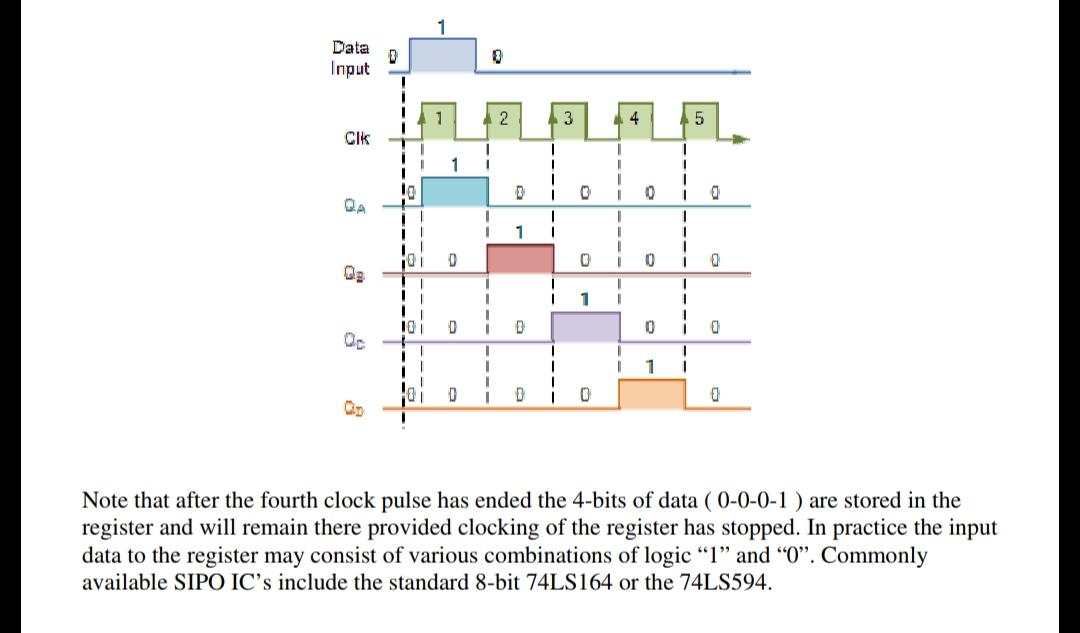 1
Data 0 0
Input
Clk 1 2 3 4 5
1
QA 0 0 0 0 0
1
QB 0 0 0 0 0
1
QC 0 0 0 0 0
1
QD 0 0 0 0 0
Note that after the fourth clock pulse has ended the 4-bits of data ( 0-0-0-1 ) are stored in the
register and will remain there provided clocking of the register has stopped. In practice the input
data to the register may consist of various combinations of logic “1” and “0”. Commonly
available SIPO IC’s include the standard 8-bit 74LS164 or the 74LS594.